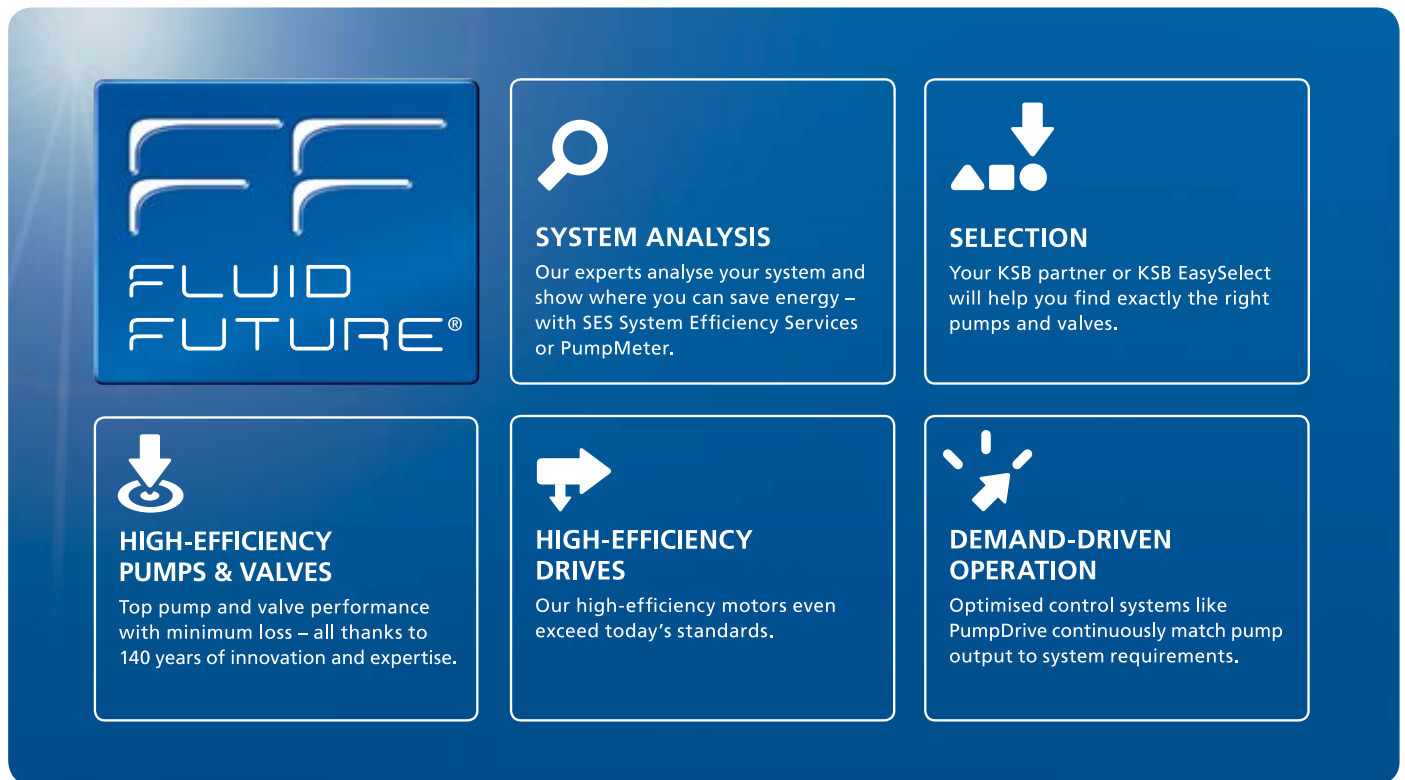 FF
FLUID
FUTURE®
SYSTEM ANALYSIS
Our experts analyse your system and
show where you can save energy –
with SES System Efficiency Services
or PumpMeter.
SELECTION
Your KSB partner or KSB EasySelect
will help you find exactly the right
pumps and valves.
HIGH-EFFICIENCY
PUMPS & VALVES
Top pump and valve performance
with minimum loss – all thanks to
140 years of innovation and expertise.
HIGH-EFFICIENCY
DRIVES
Our high-efficiency motors even
exceed today's standards.
DEMAND-DRIVEN
OPERATION
Optimised control systems like
PumpDrive continuously match pump
output to system requirements.